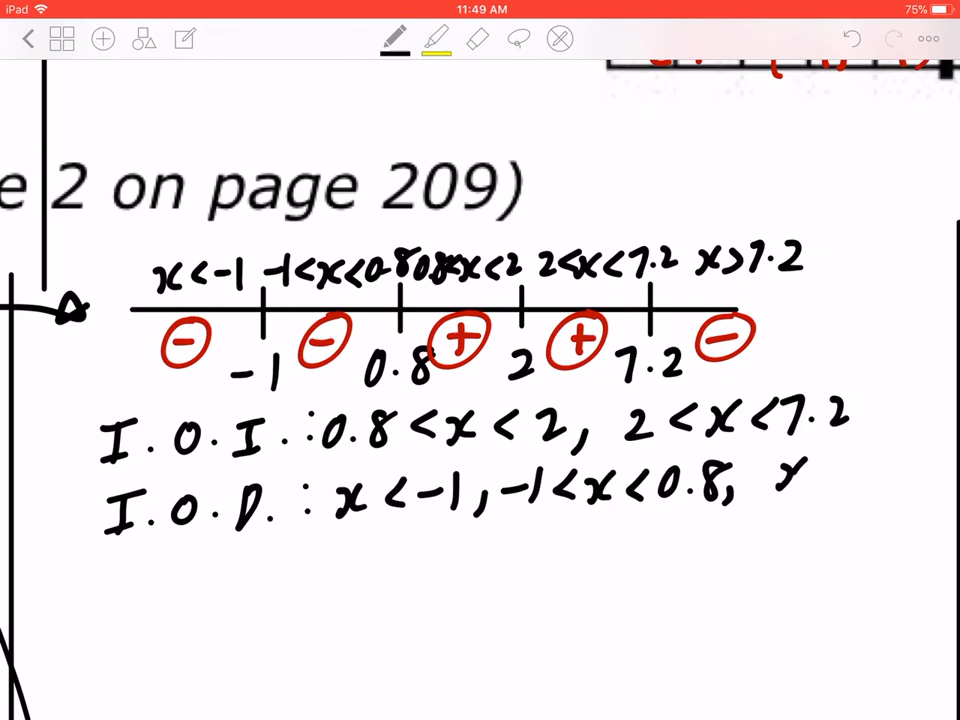 iPad 11:49 AM 75%
e 2 on page 209)
x<-1 -1<x<0.8 0.8<x<2 2<x<7.2 x>7.2
- - + + -
-1 0.8 2 7.2
I.O.I.: 0.8<x<2, 2<x<7.2
I.O.D.: x<-1, -1<x<0.8, x